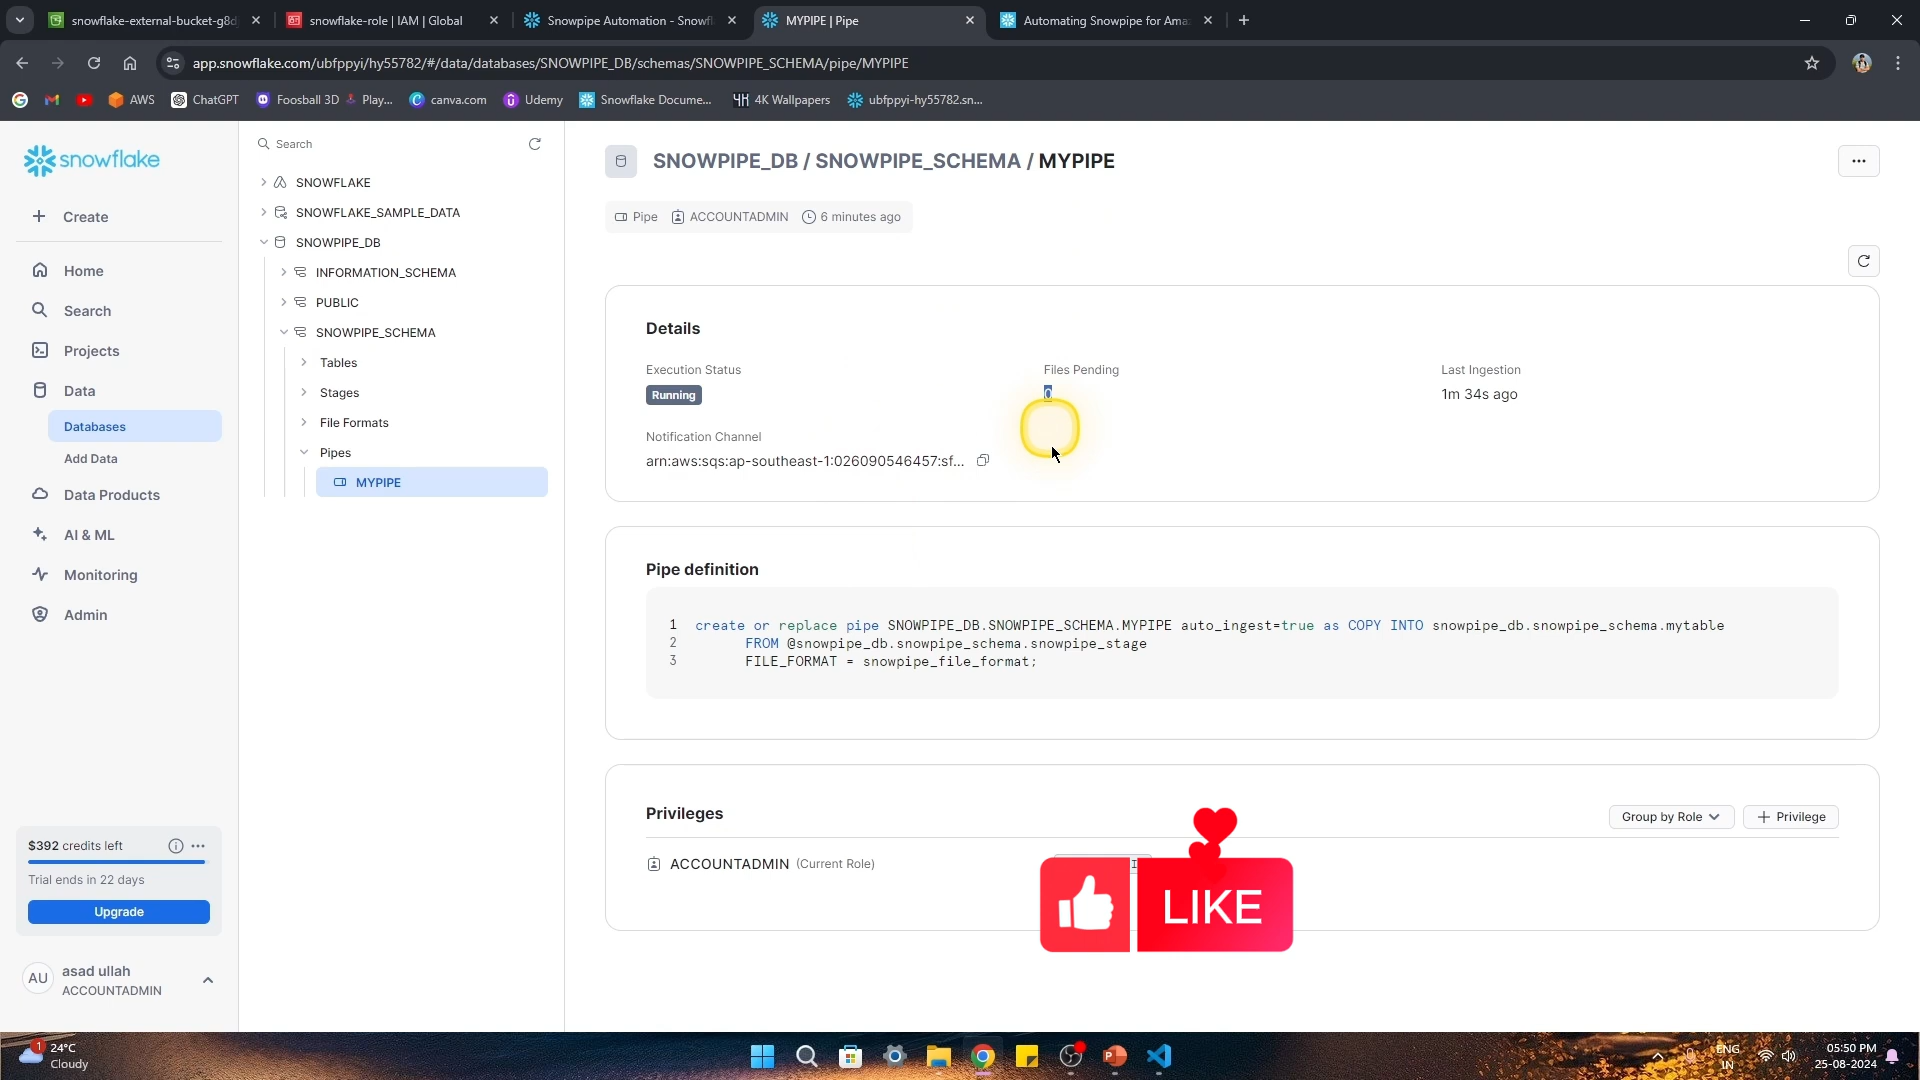 snowflake-external-bucket-g8d
snowflake-role | IAM | Global
Snowpipe Automation - Snowfl
MYPIPE | Pipe
Automating Snowpipe for Ama
app.snowflake.com/ubfppyi/hy55782/#/data/databases/SNOWPIPE_DB/schemas/SNOWPIPE_SCHEMA/pipe/MYPIPE
AWS
ChatGPT
Foosball 3D
Play...
canva.com
Udemy
Snowflake Docume...
4K Wallpapers
ubfppyi-hy55782.sn...
snowflake
Create
Home
Search
Projects
Data
Databases
Add Data
Data Products
AI & ML
Monitoring
Admin
$392 credits left
Trial ends in 22 days
Upgrade
AU
asad ullah
ACCOUNTADMIN
Search
SNOWFLAKE
SNOWFLAKE_SAMPLE_DATA
SNOWPIPE_DB
INFORMATION_SCHEMA
PUBLIC
SNOWPIPE_SCHEMA
Tables
Stages
File Formats
Pipes
MYPIPE
SNOWPIPE_DB / SNOWPIPE_SCHEMA / MYPIPE
Pipe
ACCOUNTADMIN
6 minutes ago
Details
Execution Status
Running
Files Pending
0
Last Ingestion
1m 34s ago
Notification Channel
arn:aws:sqs:ap-southeast-1:026090546457:sf...
Pipe definition
1 create or replace pipe SNOWPIPE_DB.SNOWPIPE_SCHEMA.MYPIPE auto_ingest=true as COPY INTO snowpipe_db.snowpipe_schema.mytable
2 FROM @snowpipe_db.snowpipe_schema.snowpipe_stage
3 FILE_FORMAT = snowpipe_file_format;
Privileges
Group by Role
+ Privilege
ACCOUNTADMIN (Current Role)
LIKE
1
24°C
Cloudy
ENG
IN
05:50 PM
25-08-2024